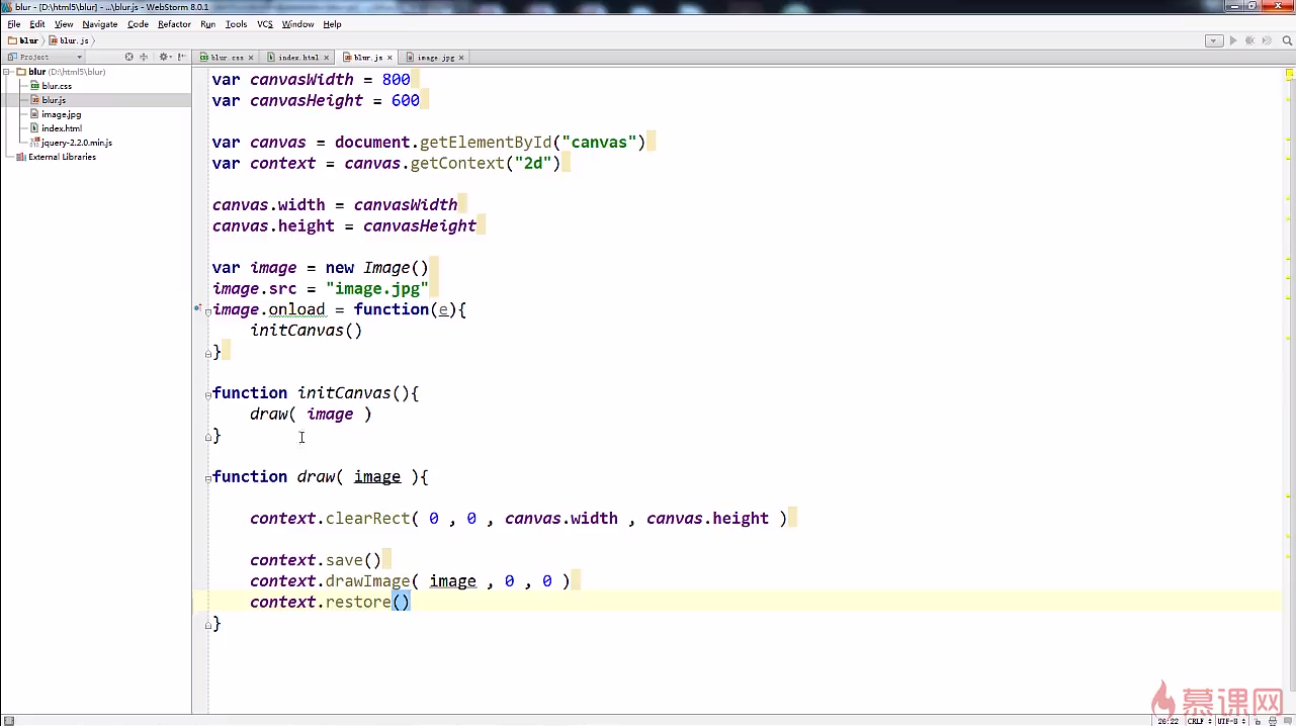 blur - [D:\html5\blur] - ...\blur.js - WebStorm 8.0.1
File Edit View Navigate Code Refactor Run Tools VCS Window Help
blur blur.js
Project
blur.css index.html blur.js image.jpg
blur (D:\html5\blur)
blur.css
blur.js
image.jpg
index.html
jquery-2.2.0.min.js
External Libraries
var canvasWidth = 800
var canvasHeight = 600
var canvas = document.getElementById("canvas")
var context = canvas.getContext("2d")
canvas.width = canvasWidth
canvas.height = canvasHeight
var image = new Image()
image.src = "image.jpg"
image.onload = function(e){
initCanvas()
}
function initCanvas(){
draw( image )
}
function draw( image ){
context.clearRect( 0 , 0 , canvas.width , canvas.height )
context.save()
context.drawImage( image , 0 , 0 )
context.restore()
}
慕课网
26:22 CRLF UTF-8